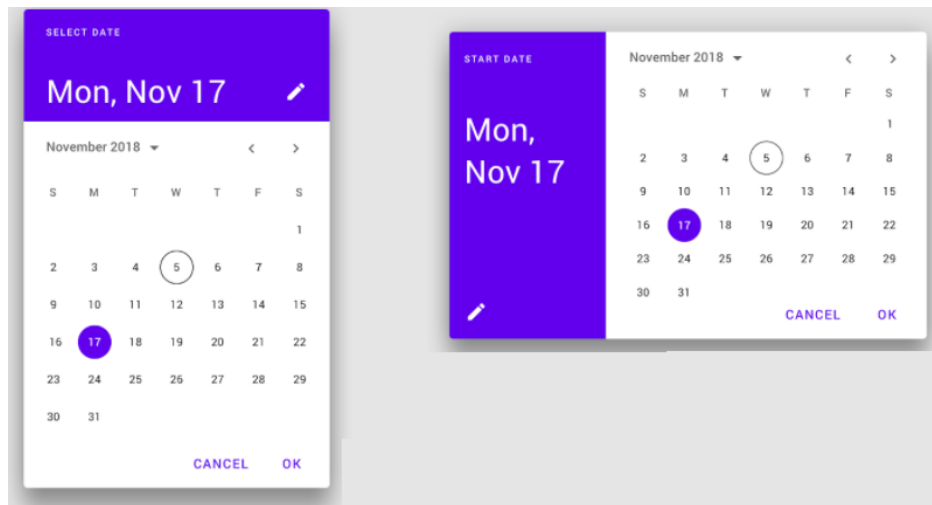 SELECT DATE
Mon, Nov 17
November 2018
S M T W T F S
1
2 3 4 5 6 7 8
9 10 11 12 13 14 15
16 17 18 19 20 21 22
23 24 25 26 27 28 29
30 31
CANCEL OK
START DATE
Mon,
Nov 17
November 2018
S M T W T F S
1
2 3 4 5 6 7 8
9 10 11 12 13 14 15
16 17 18 19 20 21 22
23 24 25 26 27 28 29
30 31
CANCEL OK